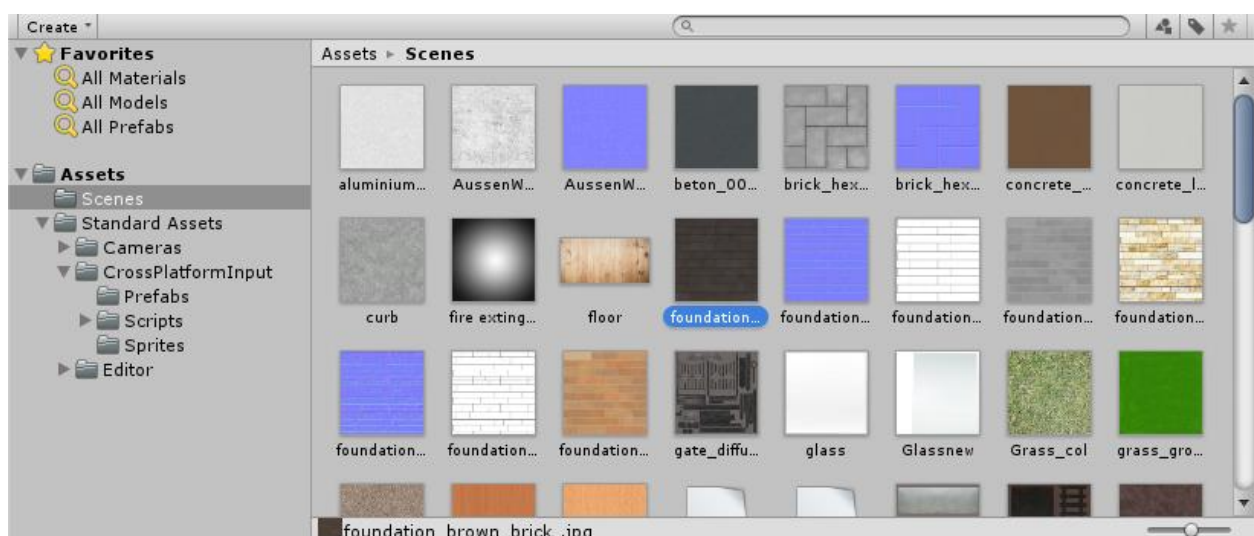 Create
Favorites
All Materials
All Models
All Prefabs
Assets
Scenes
Standard Assets
Cameras
CrossPlatformInput
Prefabs
Scripts
Sprites
Editor
Assets ▸ Scenes
aluminium... AussenW... AussenW... beton_00... brick_hex... brick_hex... concrete_... concrete_l...
curb fire exting... floor foundation... foundation... foundation... foundation... foundation...
foundation... foundation... foundation... gate_diffu... glass Glassnew Grass_col grass_gro...
foundation_brown_brick_.jpg